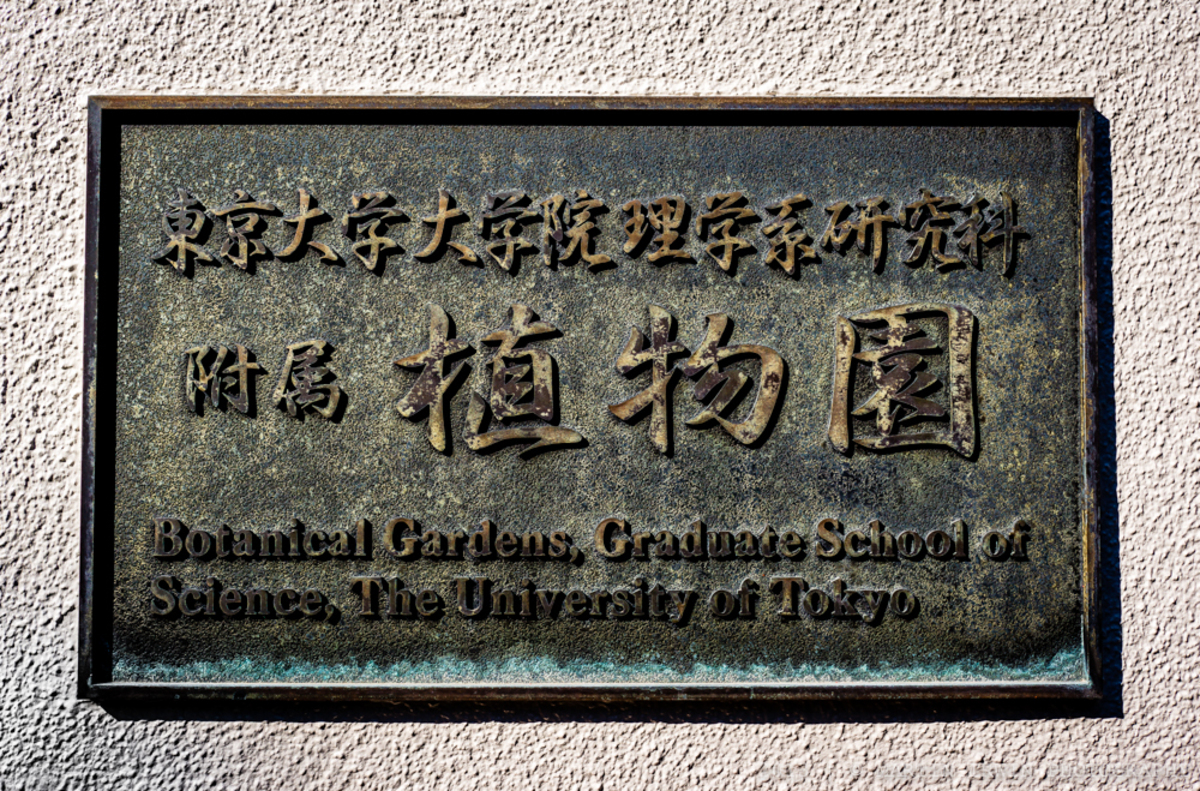 東京大学大学院理学系研究科
附属 植物園
Botanical Gardens, Graduate School of
Science, The University of Tokyo